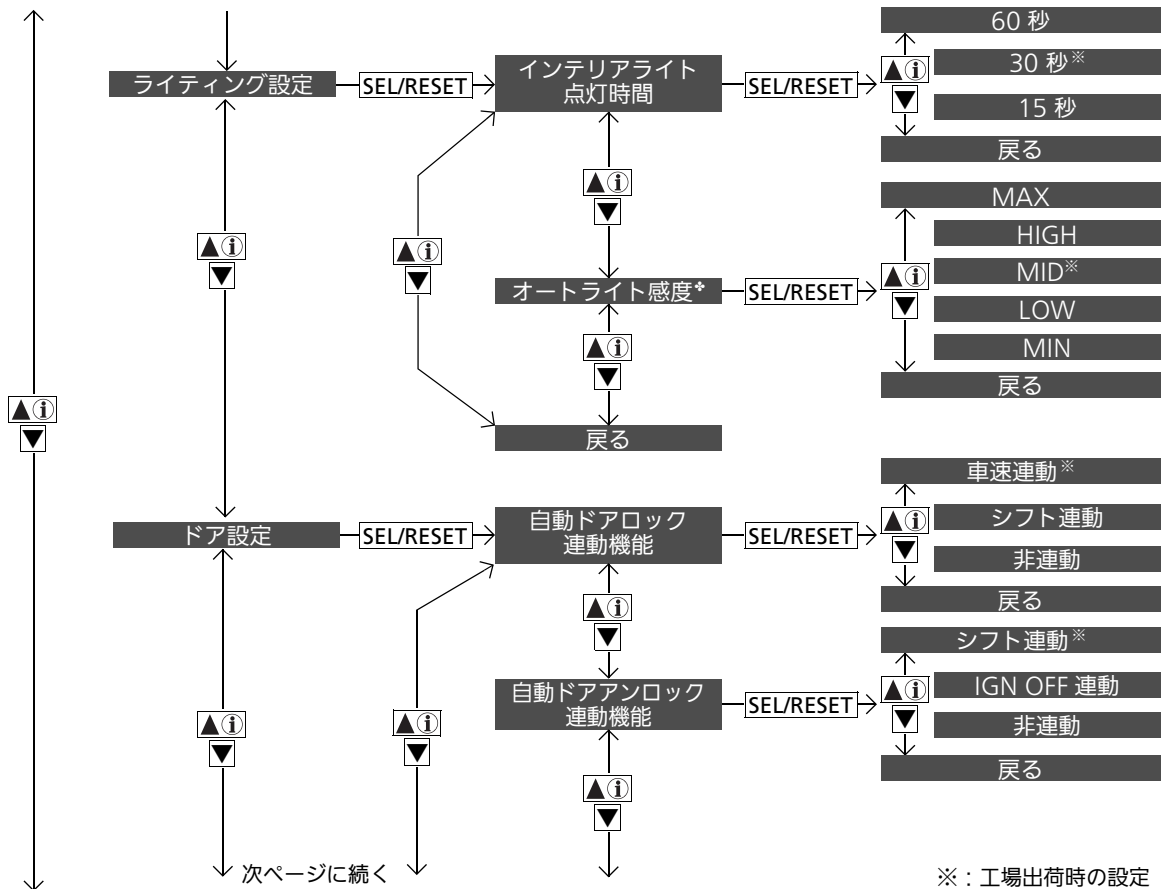 60 秒
ライティング設定
SEL/RESET
インテリアライト
点灯時間
SEL/RESET
▲ⓘ
▼
30 秒※
15 秒
戻る
▲ⓘ
▼
▲ⓘ
▼
▲ⓘ
▼
MAX
HIGH
オートライト感度✤
SEL/RESET
▲ⓘ
▼
MID※
LOW
MIN
戻る
▲ⓘ
▼
戻る
▲ⓘ
▼
ドア設定
SEL/RESET
自動ドアロック
連動機能
SEL/RESET
▲ⓘ
▼
車速連動※
シフト連動
非連動
戻る
▲ⓘ
▼
自動ドアアンロック
連動機能
SEL/RESET
▲ⓘ
▼
シフト連動※
IGN OFF 連動
非連動
戻る
▲ⓘ
▼
▲ⓘ
▼
▲ⓘ
▼
次ページに続く
※：工場出荷時の設定